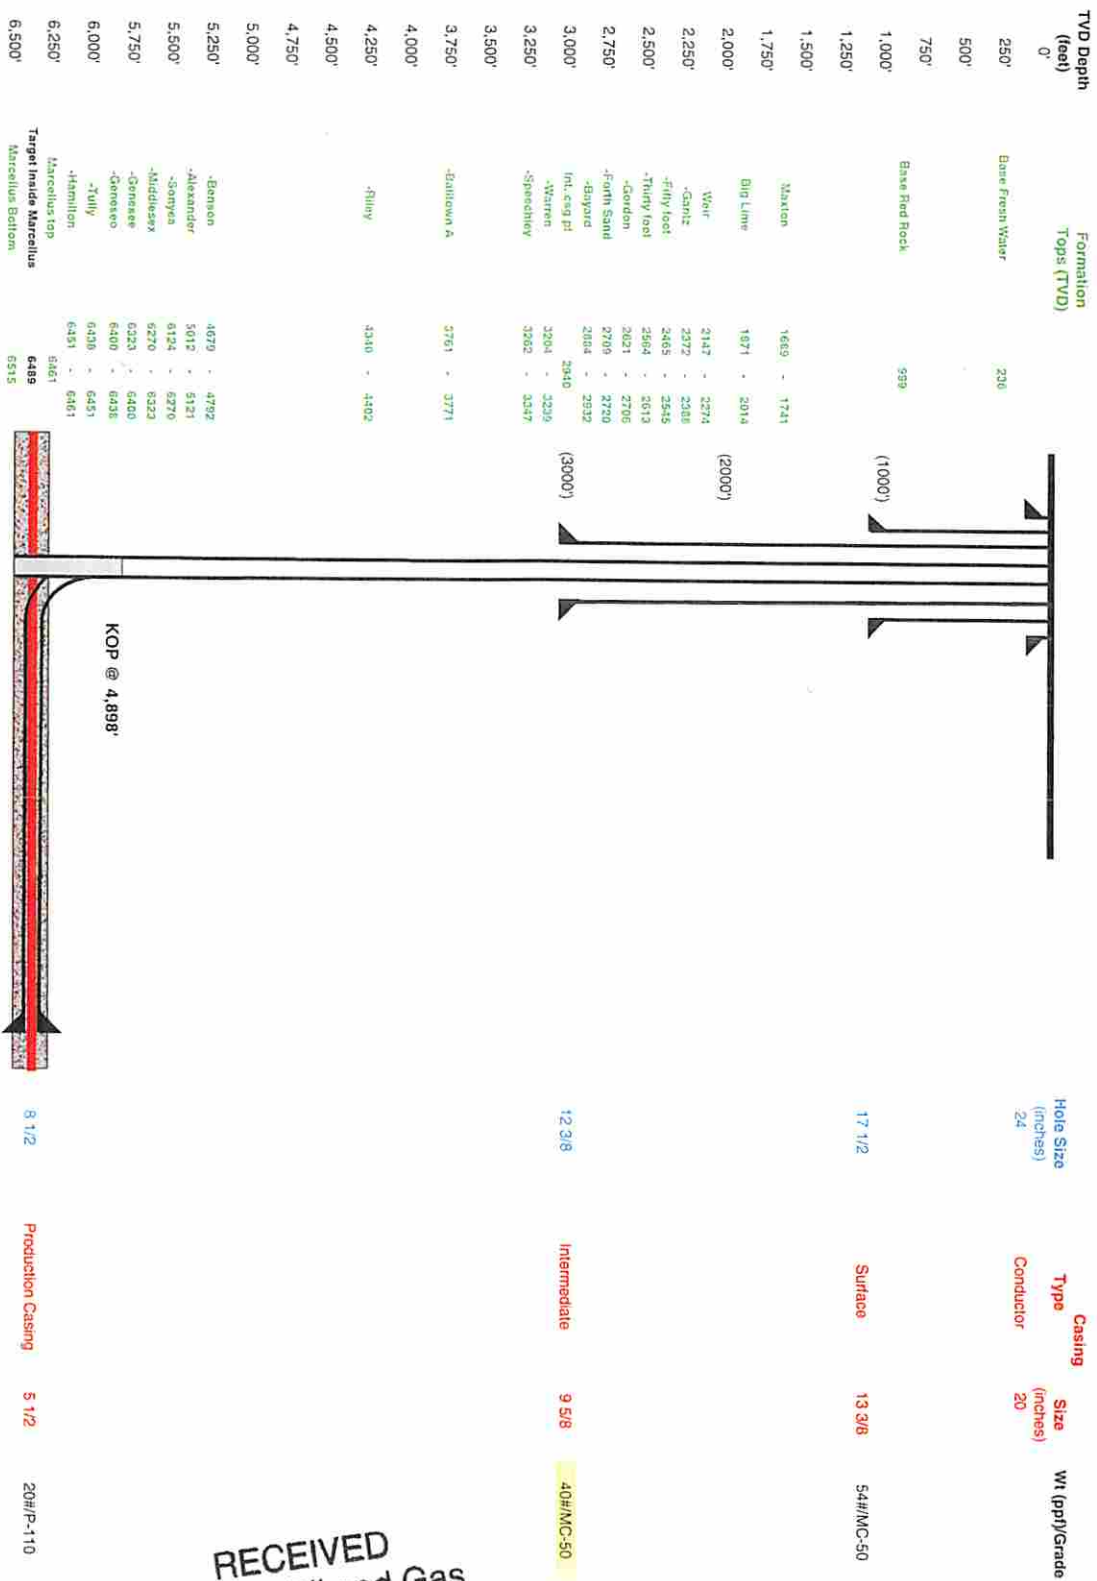 TVD Depth
(feet)
Formation
Tops (TVD)
Hole Size
(inches)
Casing
Type
Size
(inches)
Wt (ppf)/Grade
0'
24
Conductor
20
250'
Base Fresh Water 236
500'
750'
Base Red Rock 999
1,000'
(1000')
17 1/2 Surface 13 3/8 54#/MC-50
1,250'
1,500'
Maxton 1689 - 1741
1,750'
Big Lime 1871 - 2014
2,000'
(2000')
Weir 2147 - 2274
2,250'
-Gantz 2372 - 2388
-Fifty foot 2465 - 2545
2,500'
-Thirty foot 2564 - 2613
-Gordon 2621 - 2706
2,750'
-Forth Sand 2709 - 2720
-Bayard 2884 - 2932
3,000'
Int. csg pt 2940
(3000')
12 3/8 Intermediate 9 5/8 40#/MC-50
-Warren 3204 - 3239
3,250'
-Speechley 3262 - 3347
3,500'
3,750'
-Balltown A 3761 - 3771
4,000'
4,250'
-Riley 4340 - 4402
4,500'
4,750'
5,000'
5,250'
-Benson 4679 - 4792
-Alexander 5012 - 5121
5,500'
-Sonyea 6124 - 6270
-Middlesex 6270 - 6323
5,750'
-Genesee 6323 - 6400
-Geneseo 6400 - 6438
KOP @ 4,898'
6,000'
-Tully 6438 - 6451
-Hamilton 6451 - 6461
6,250'
Marcellus top 6461
Target Inside Marcellus 6489
8 1/2 Production Casing 5 1/2 20#/P-110
6,500'
Marcellus Bottom 6515
RECEIVED
and Gas